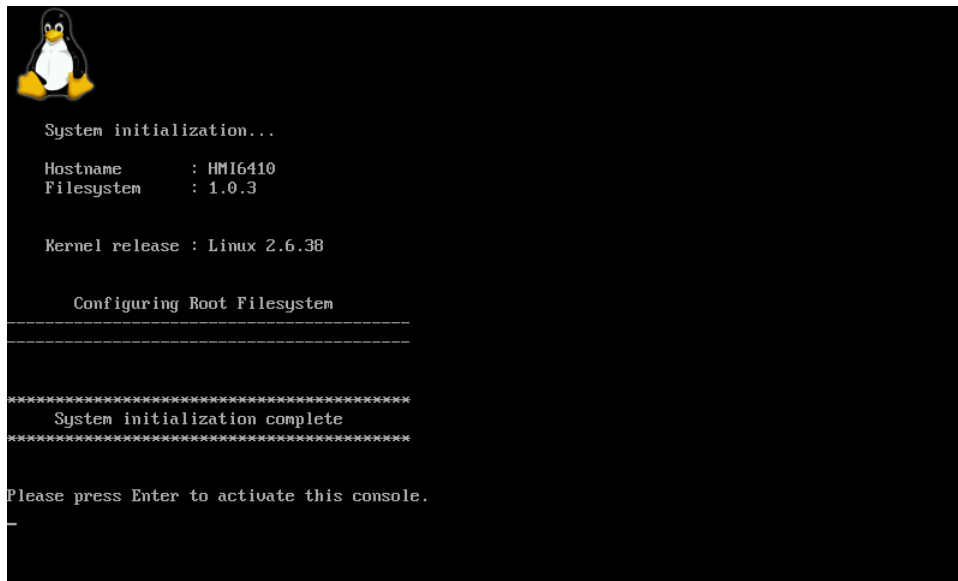 System initialization...
Hostname       : HMI6410
Filesystem     : 1.0.3
Kernel release : Linux 2.6.38
Configuring Root Filesystem
------------------------------------------
------------------------------------------
******************************************
System initialization complete
******************************************
Please press Enter to activate this console.
_